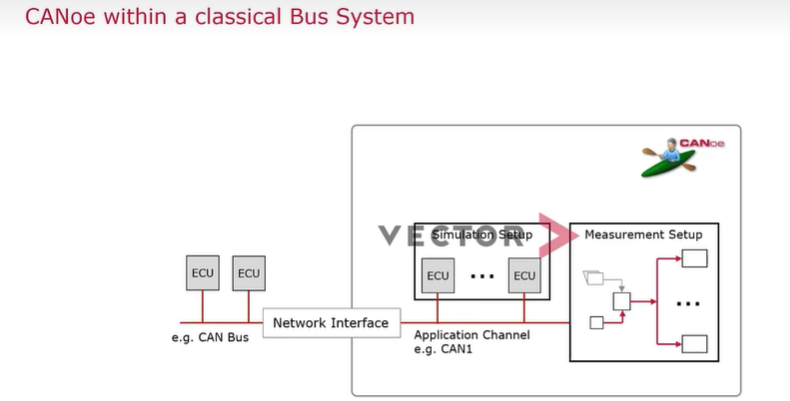 CANoe within a classical Bus System
CANoe
VECTOR
Simulation Setup
Measurement Setup
ECU
ECU
ECU
...
ECU
...
Network Interface
e.g. CAN Bus
Application Channel
e.g. CAN1